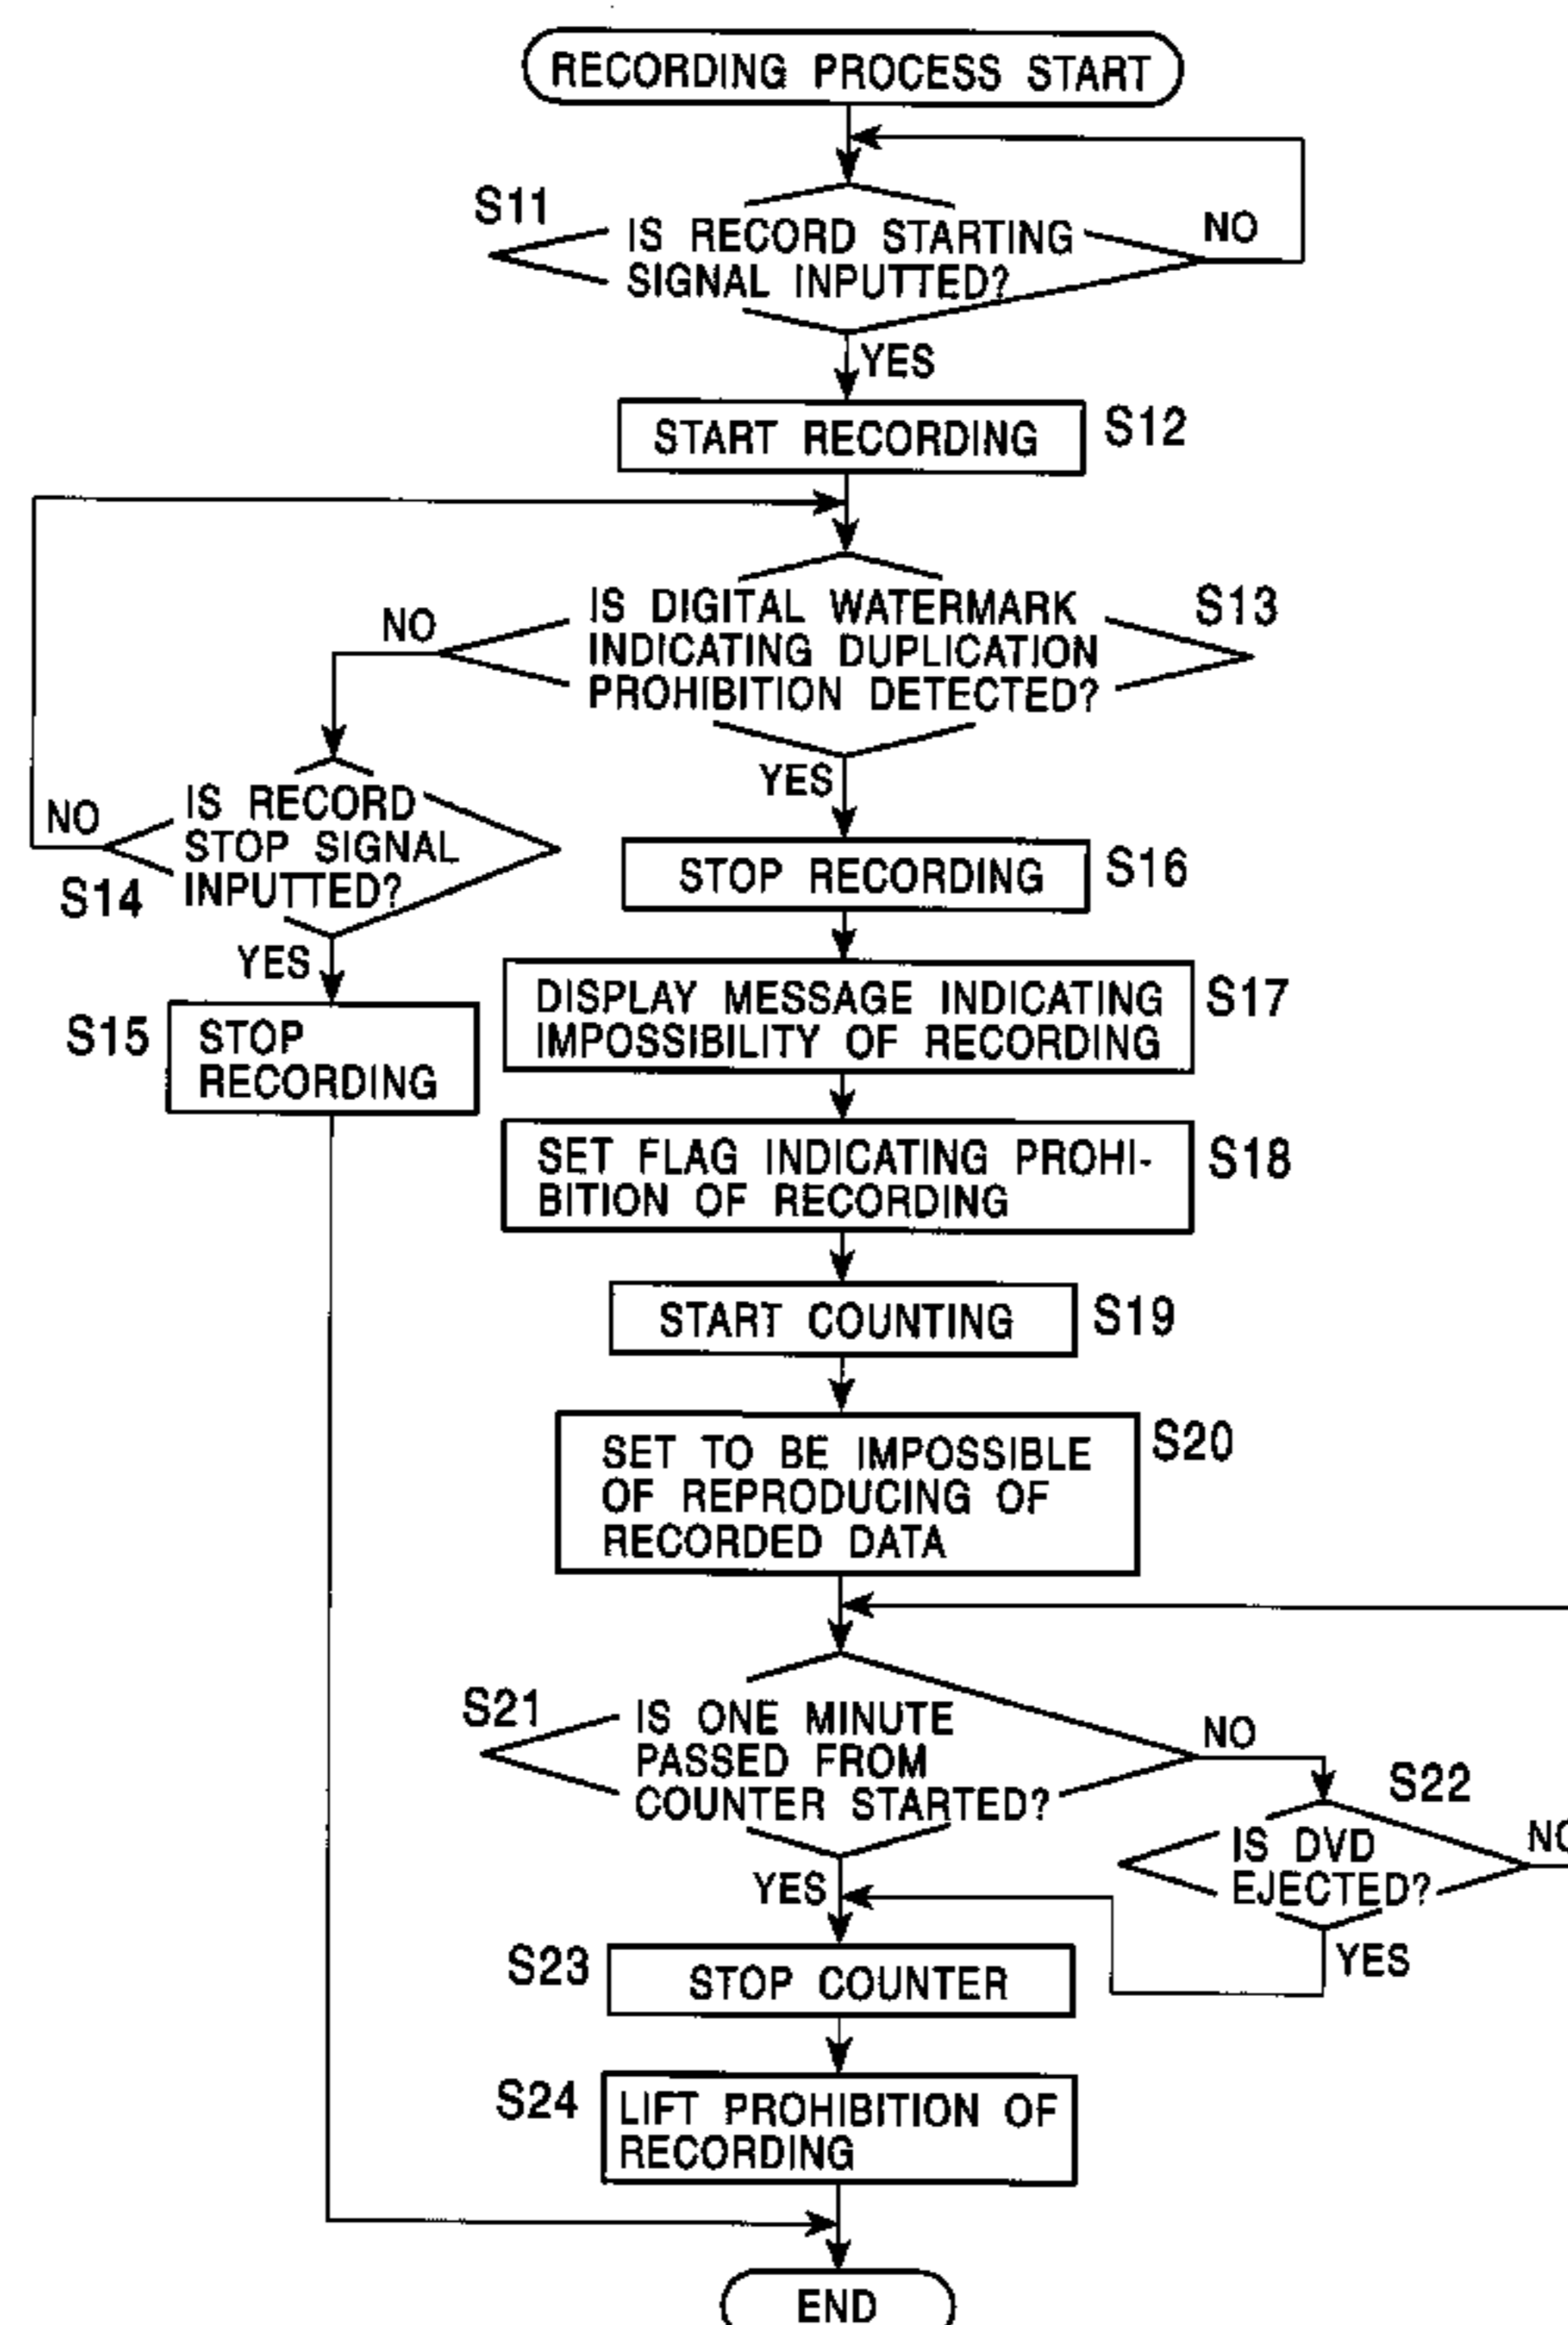 RECORDING PROCESS START
S11
IS RECORD STARTING
SIGNAL INPUTTED?
NO
YES
START RECORDING
S12
IS DIGITAL WATERMARK
INDICATING DUPLICATION
PROHIBITION DETECTED?
S13
NO
YES
NO
IS RECORD
STOP SIGNAL
INPUTTED?
S14
YES
S15
STOP
RECORDING
STOP RECORDING
S16
DISPLAY MESSAGE INDICATING
IMPOSSIBILITY OF RECORDING
S17
SET FLAG INDICATING PROHI-
BITION OF RECORDING
S18
START COUNTING
S19
SET TO BE IMPOSSIBLE
OF REPRODUCING OF
RECORDED DATA
S20
S21
IS ONE MINUTE
PASSED FROM
COUNTER STARTED?
NO
S22
IS DVD
EJECTED?
NO
YES
YES
S23
STOP COUNTER
S24
LIFT PROHIBITION OF
RECORDING
END